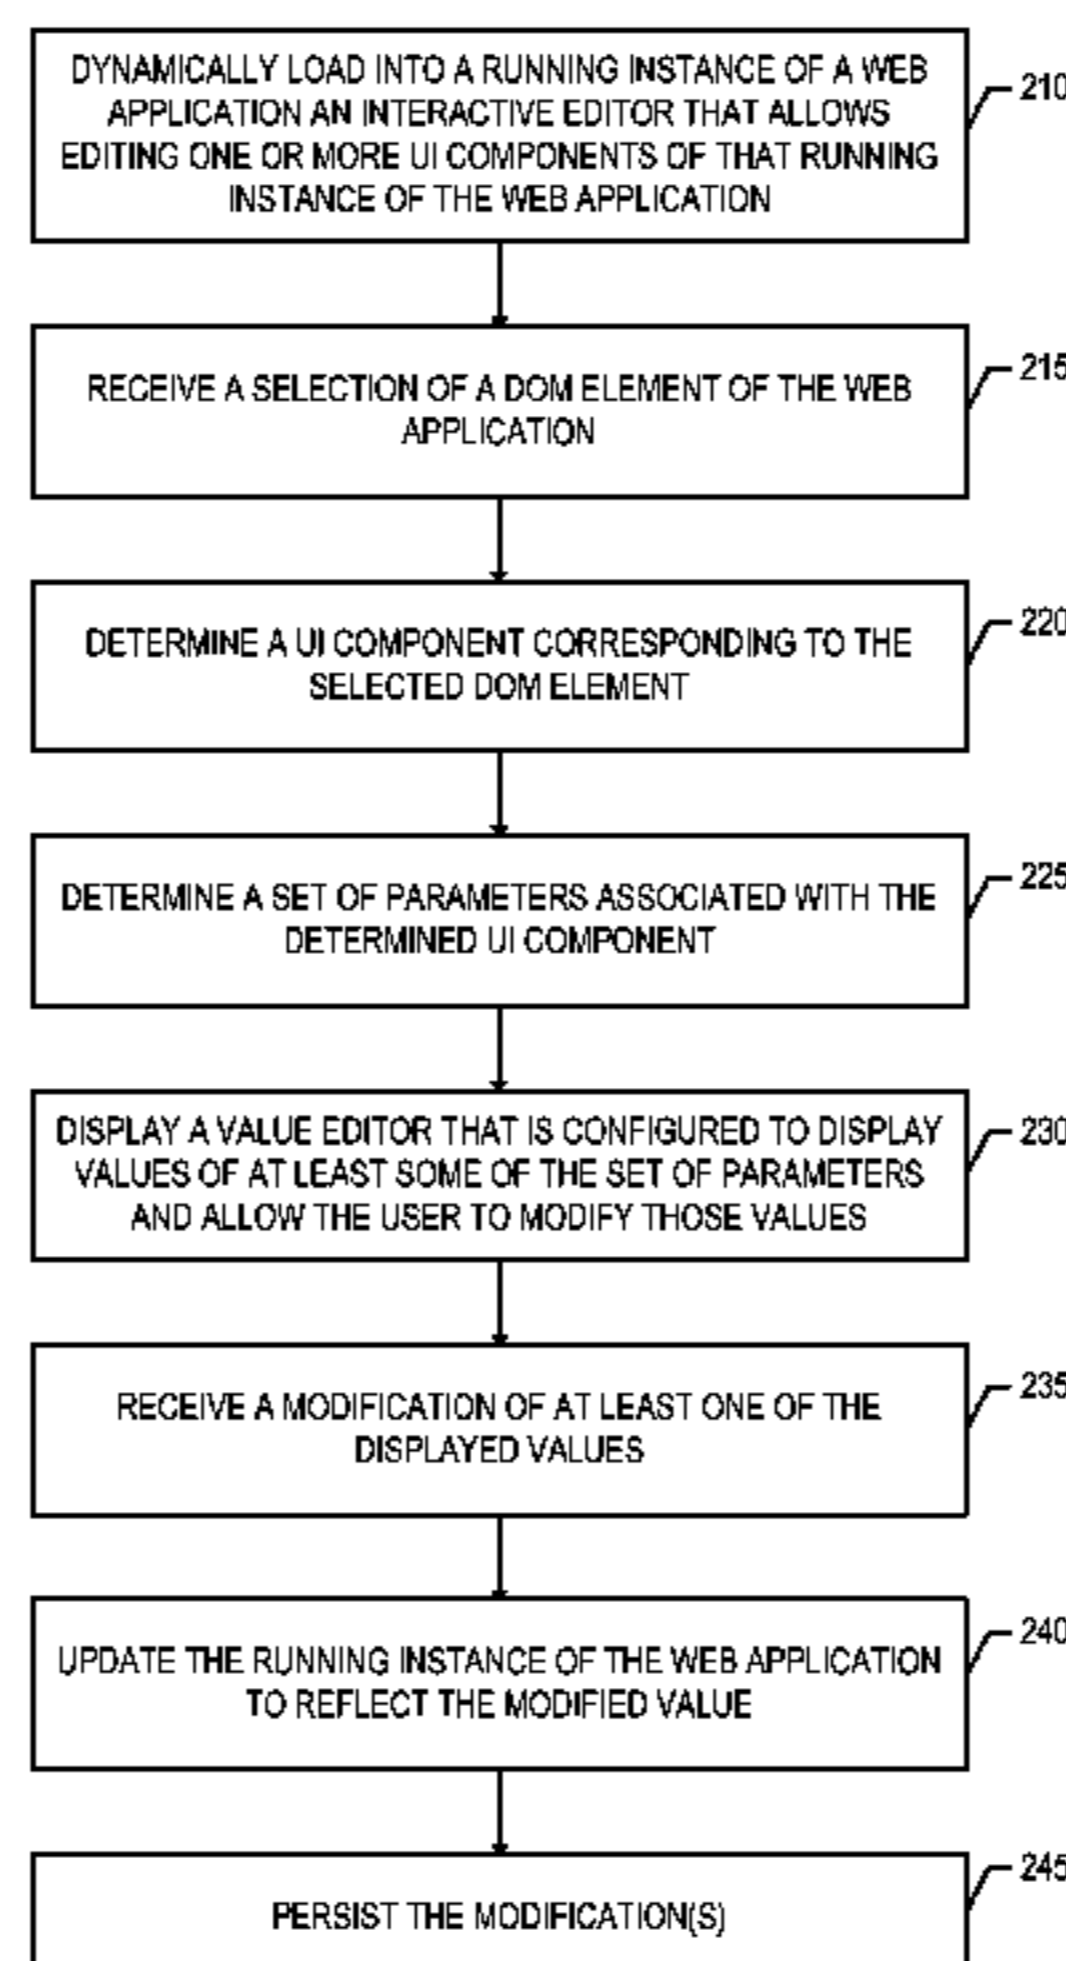 DYNAMICALLY LOAD INTO A RUNNING INSTANCE OF A WEB
APPLICATION AN INTERACTIVE EDITOR THAT ALLOWS
EDITING ONE OR MORE UI COMPONENTS OF THAT RUNNING
INSTANCE OF THE WEB APPLICATION
210
RECEIVE A SELECTION OF A DOM ELEMENT OF THE WEB
APPLICATION
215
DETERMINE A UI COMPONENT CORRESPONDING TO THE
SELECTED DOM ELEMENT
220
DETERMINE A SET OF PARAMETERS ASSOCIATED WITH THE
DETERMINED UI COMPONENT
225
DISPLAY A VALUE EDITOR THAT IS CONFIGURED TO DISPLAY
VALUES OF AT LEAST SOME OF THE SET OF PARAMETERS
AND ALLOW THE USER TO MODIFY THOSE VALUES
230
RECEIVE A MODIFICATION OF AT LEAST ONE OF THE
DISPLAYED VALUES
235
UPDATE THE RUNNING INSTANCE OF THE WEB APPLICATION
TO REFLECT THE MODIFIED VALUE
240
PERSIST THE MODIFICATION(S)
245